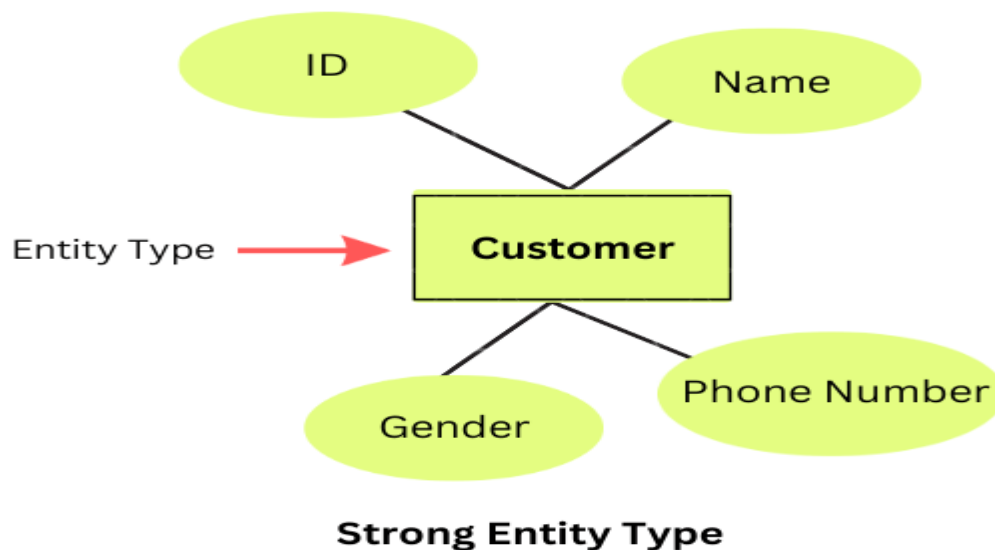 ID
Name
Entity Type
Customer
Gender
Phone Number
Strong Entity Type